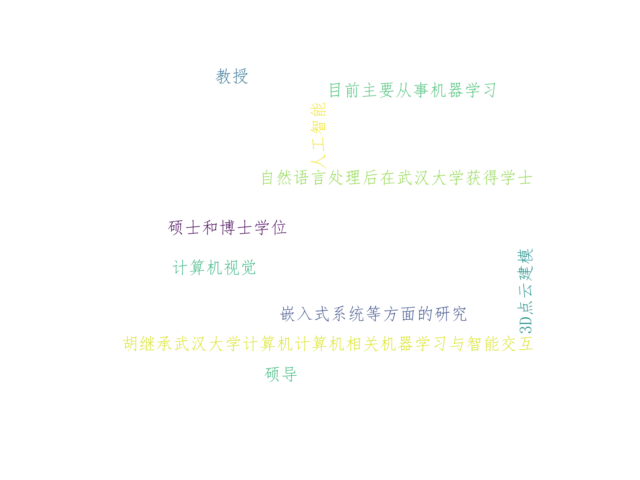 教授
目前主要从事机器学习
人工智能
自然语言处理后在武汉大学获得学士
硕士和博士学位
3D点云建模
计算机视觉
嵌入式系统等方面的研究
胡继承武汉大学计算机计算机相关机器学习与智能交互
硕导